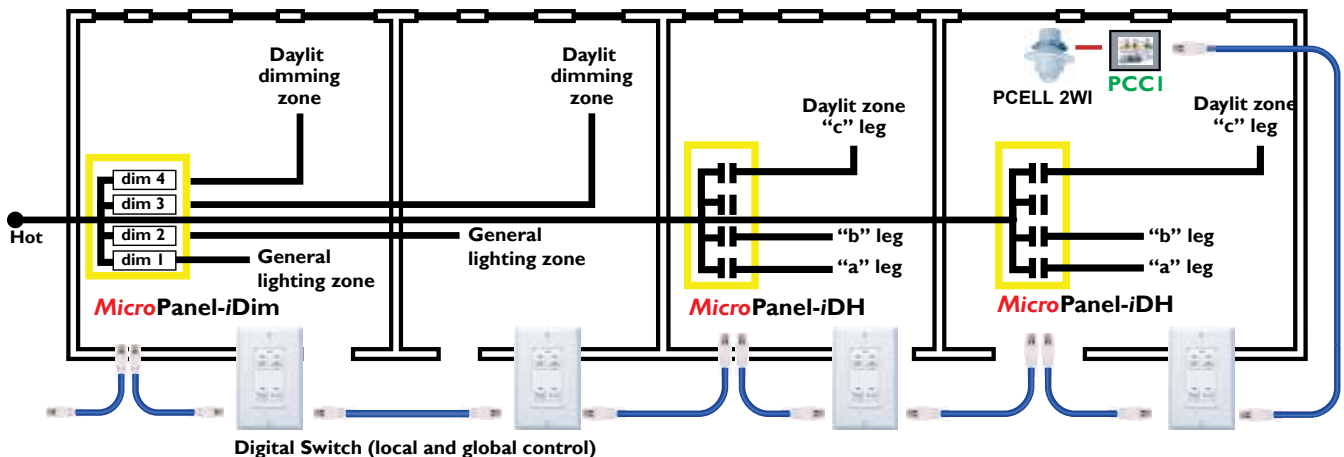 Daylit
dimming
zone
Daylit
dimming
zone
Daylit zone
"c" leg
PCELL 2WI
PCC1
Daylit zone
"c" leg
dim 4
dim 3
dim 2
dim 1
Hot
General
lighting zone
General
lighting zone
"b" leg
"a" leg
"b" leg
"a" leg
MicroPanel-iDim
MicroPanel-iDH
MicroPanel-iDH
Digital Switch (local and global control)